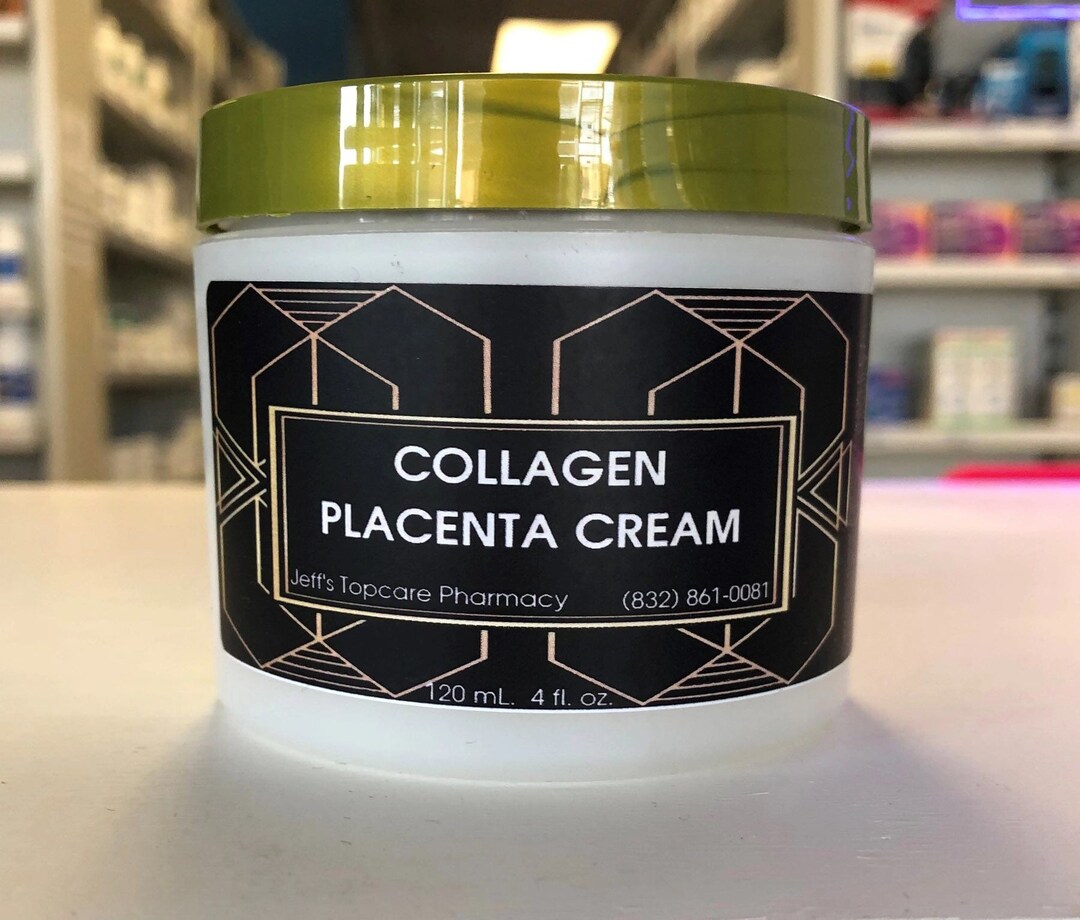 COLLAGEN
PLACENTA CREAM
Jeff's Topcare Pharmacy (832) 861-0081
120 mL. 4 fl. oz.